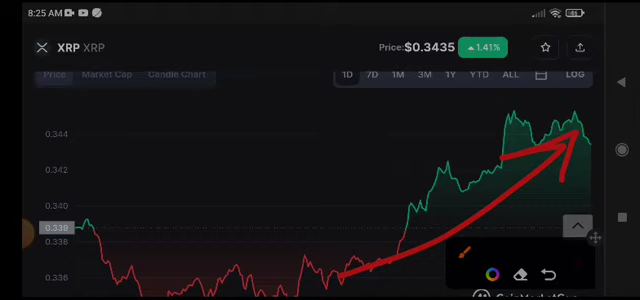 8:25 AM
XRP XRP
Price:$0.3435 1.41%
Price Market Cap Candle Chart 1D 7D 1M 3M 1Y YTD ALL LOG
0.344
0.342
0.340
0.339
0.338
0.336
CoinMarketCap